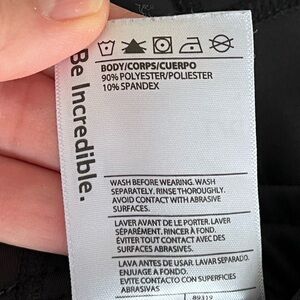 Be Incredible.
BODY/CORPS/CUERPO
90% POLYESTER/POLIESTER
10% SPANDEX
WASH BEFORE WEARING. WASH
SEPARATELY. RINSE THOROUGHLY.
AVOID CONTACT WITH ABRASIVE
SURFACES.
LAVER AVANT DE LE PORTER. LAVER
SÉPARÉMENT. RINCER À FOND.
ÉVITER TOUT CONTACT AVEC DES
SURFACES ABRASIVES.
LAVA ANTES DE USAR. LAVAR SEPARADO.
ENJUAGE A FONDO.
EVITE CONTACTO CON SUPERFICIES
ABRASIVAS
89319